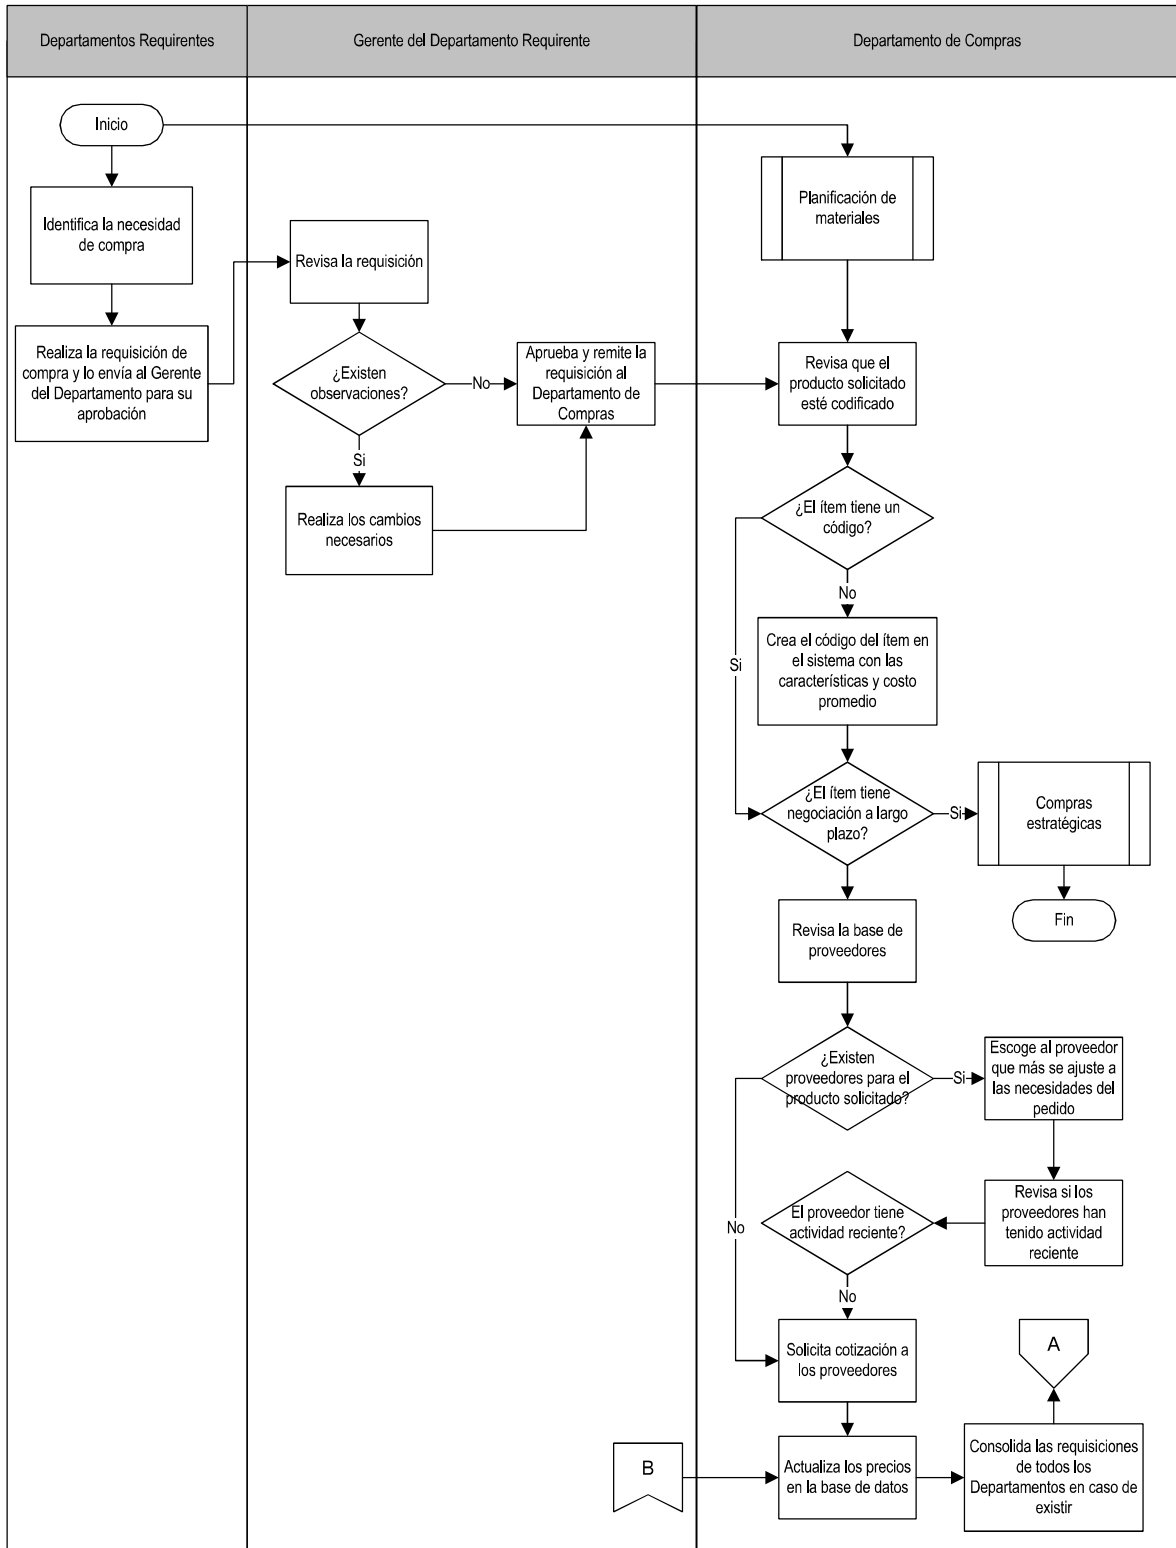 Departamentos Requirentes
Gerente del Departamento Requirente
Departamento de Compras
Inicio
Identifica la necesidad
de compra
Realiza la requisición de
compra y lo envía al Gerente
del Departamento para su
aprobación
Revisa la requisición
¿Existen
observaciones?
No
Si
Realiza los cambios
necesarios
Aprueba y remite la
requisición al
Departamento de
Compras
Planificación de
materiales
Revisa que el
producto solicitado
esté codificado
¿El ítem tiene un
código?
No
Si
Crea el código del ítem en
el sistema con las
características y costo
promedio
¿El ítem tiene
negociación a largo
plazo?
Si
Compras
estratégicas
Fin
Revisa la base de
proveedores
¿Existen
proveedores para el
producto solicitado?
Si
No
Escoge al proveedor
que más se ajuste a
las necesidades del
pedido
Revisa si los
proveedores han
tenido actividad
reciente
El proveedor tiene
actividad reciente?
No
Solicita cotización a
los proveedores
A
B
Actualiza los precios
en la base de datos
Consolida las requisiciones
de todos los
Departamentos en caso de
existir